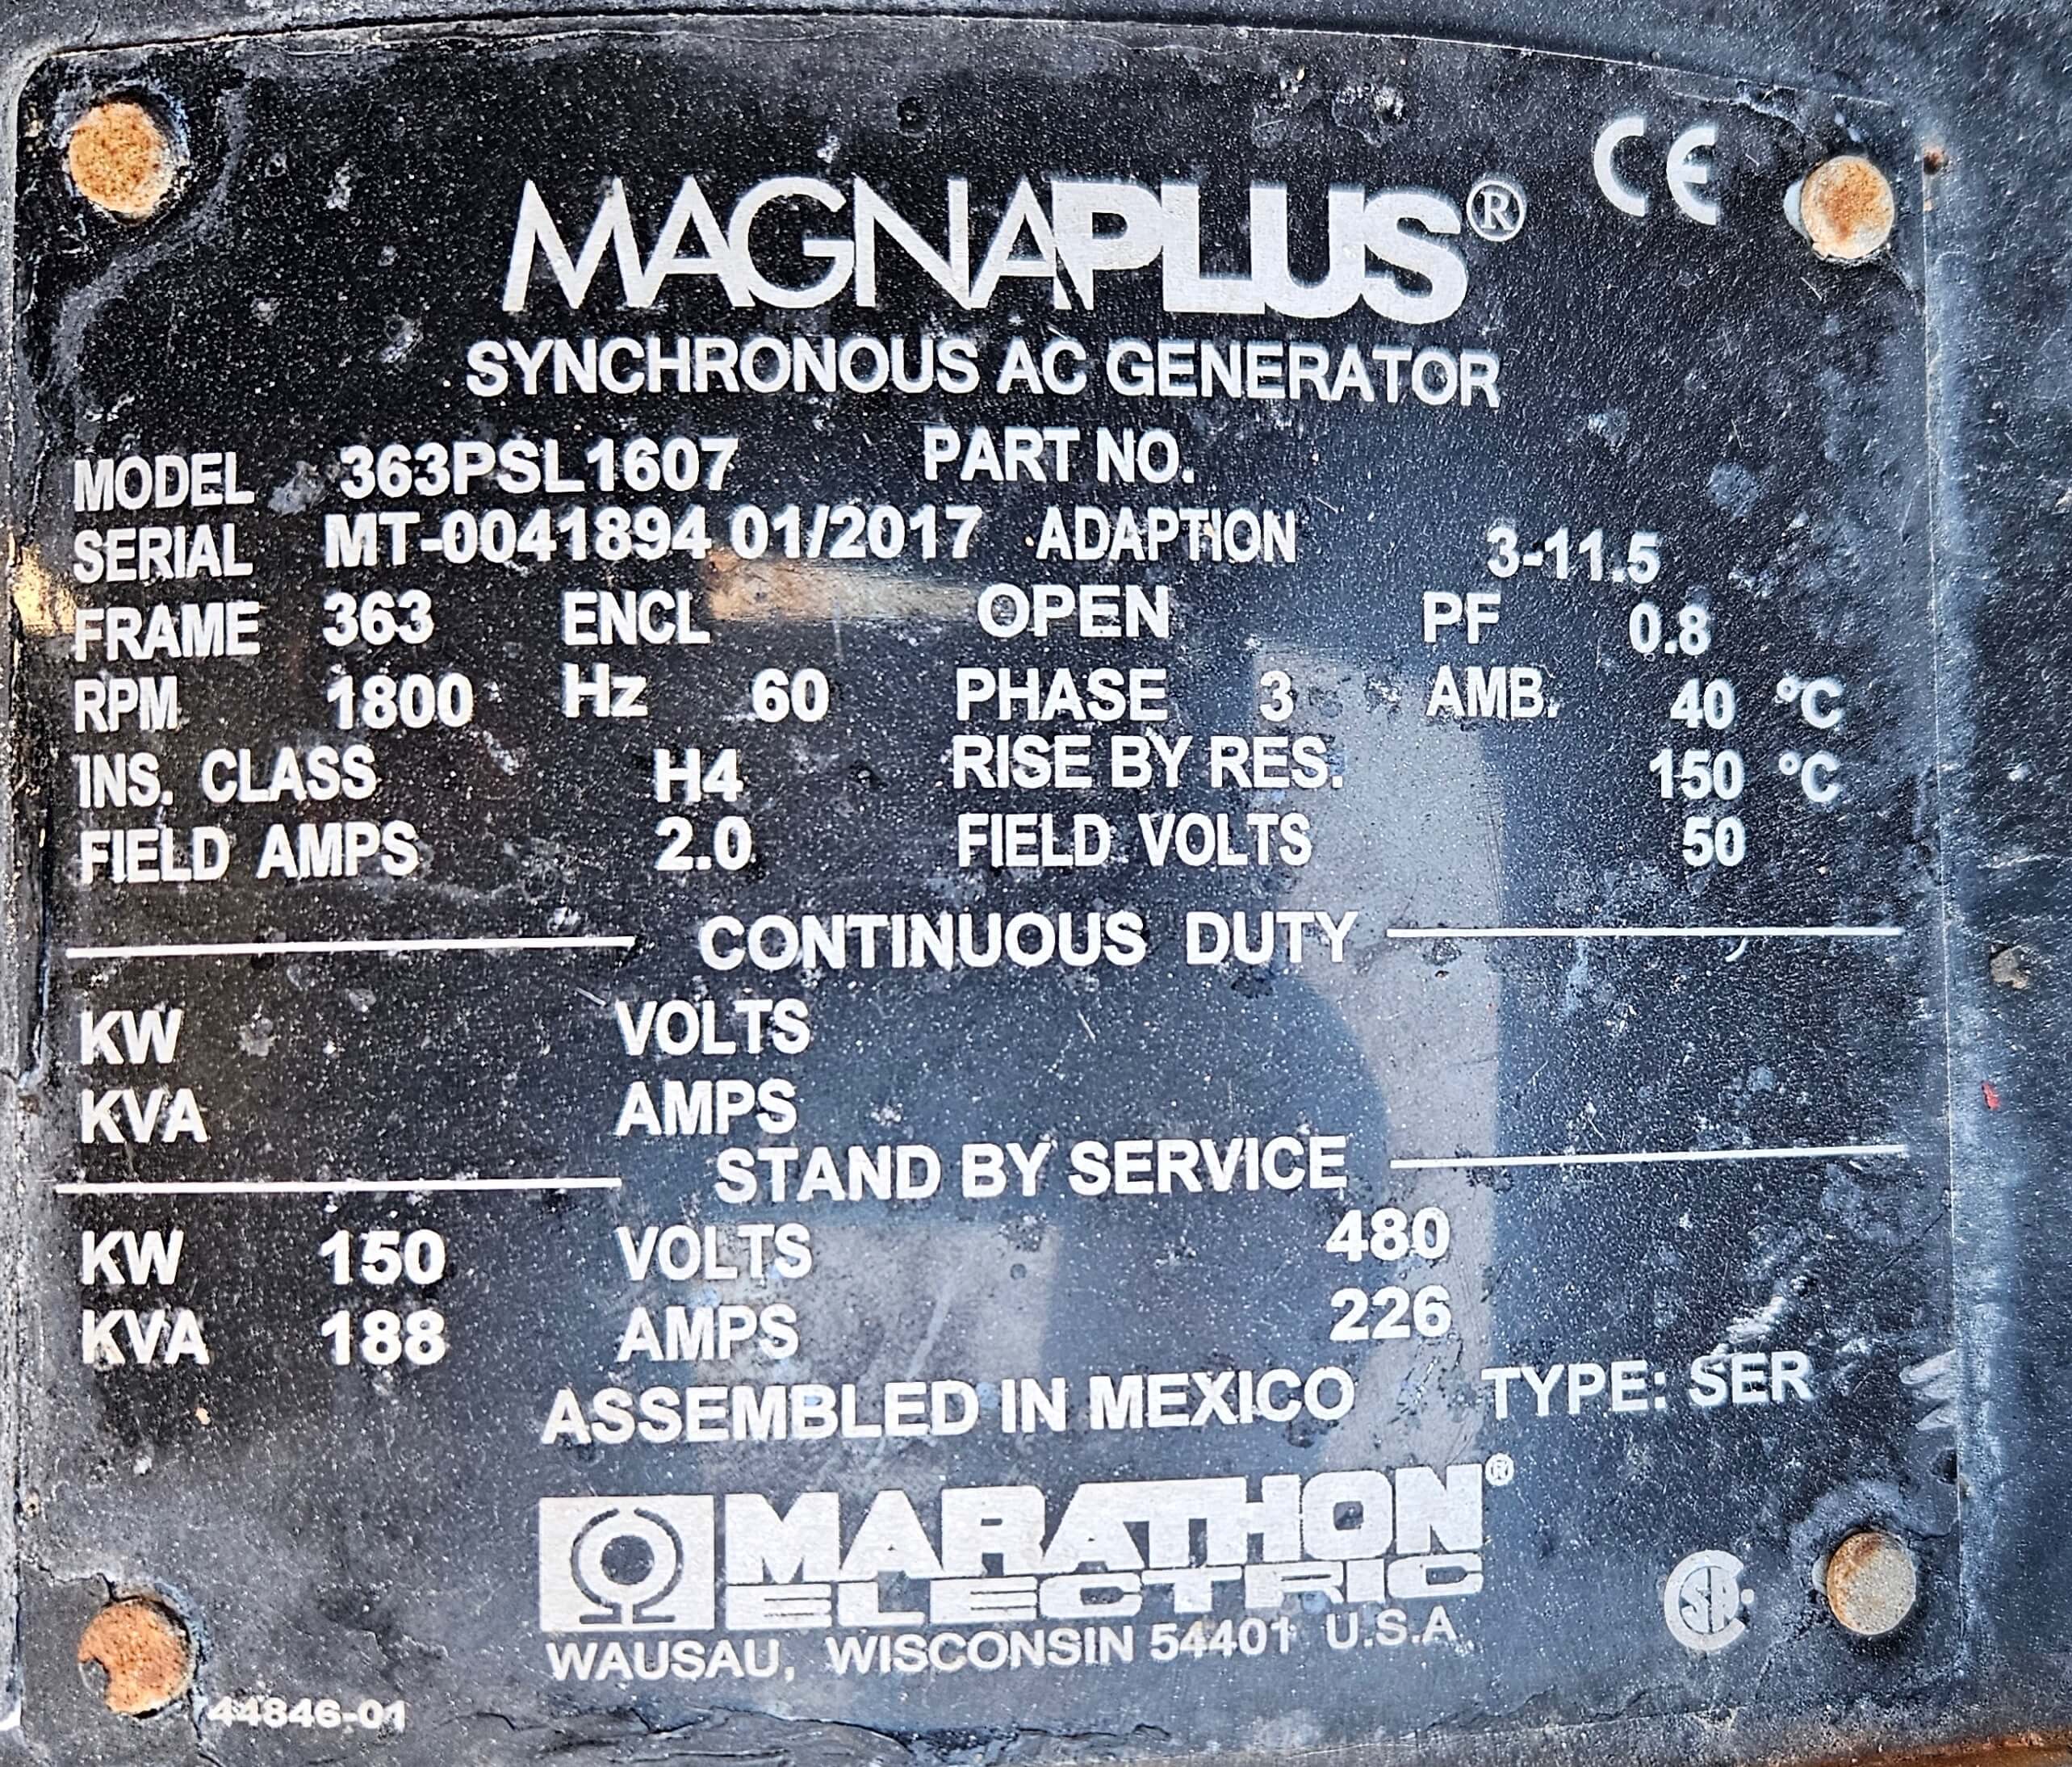 CE
MAGNAPLUS®
SYNCHRONOUS AC GENERATOR
MODEL 363PSL1607 PART NO.
SERIAL MT-0041894 01/2017 ADAPTION 3-11.5
FRAME 363 ENCL OPEN PF 0.8
RPM 1800 Hz 60 PHASE 3 AMB. 40 °C
INS. CLASS H4 RISE BY RES. 150 °C
FIELD AMPS 2.0 FIELD VOLTS 50
CONTINUOUS DUTY
KW VOLTS
KVA AMPS
STAND BY SERVICE
KW 150 VOLTS 480
KVA 188 AMPS 226
ASSEMBLED IN MEXICO TYPE: SER
MARATHON®
ELECTRIC
WAUSAU, WISCONSIN 54401 U.S.A.
CSA
44846-01